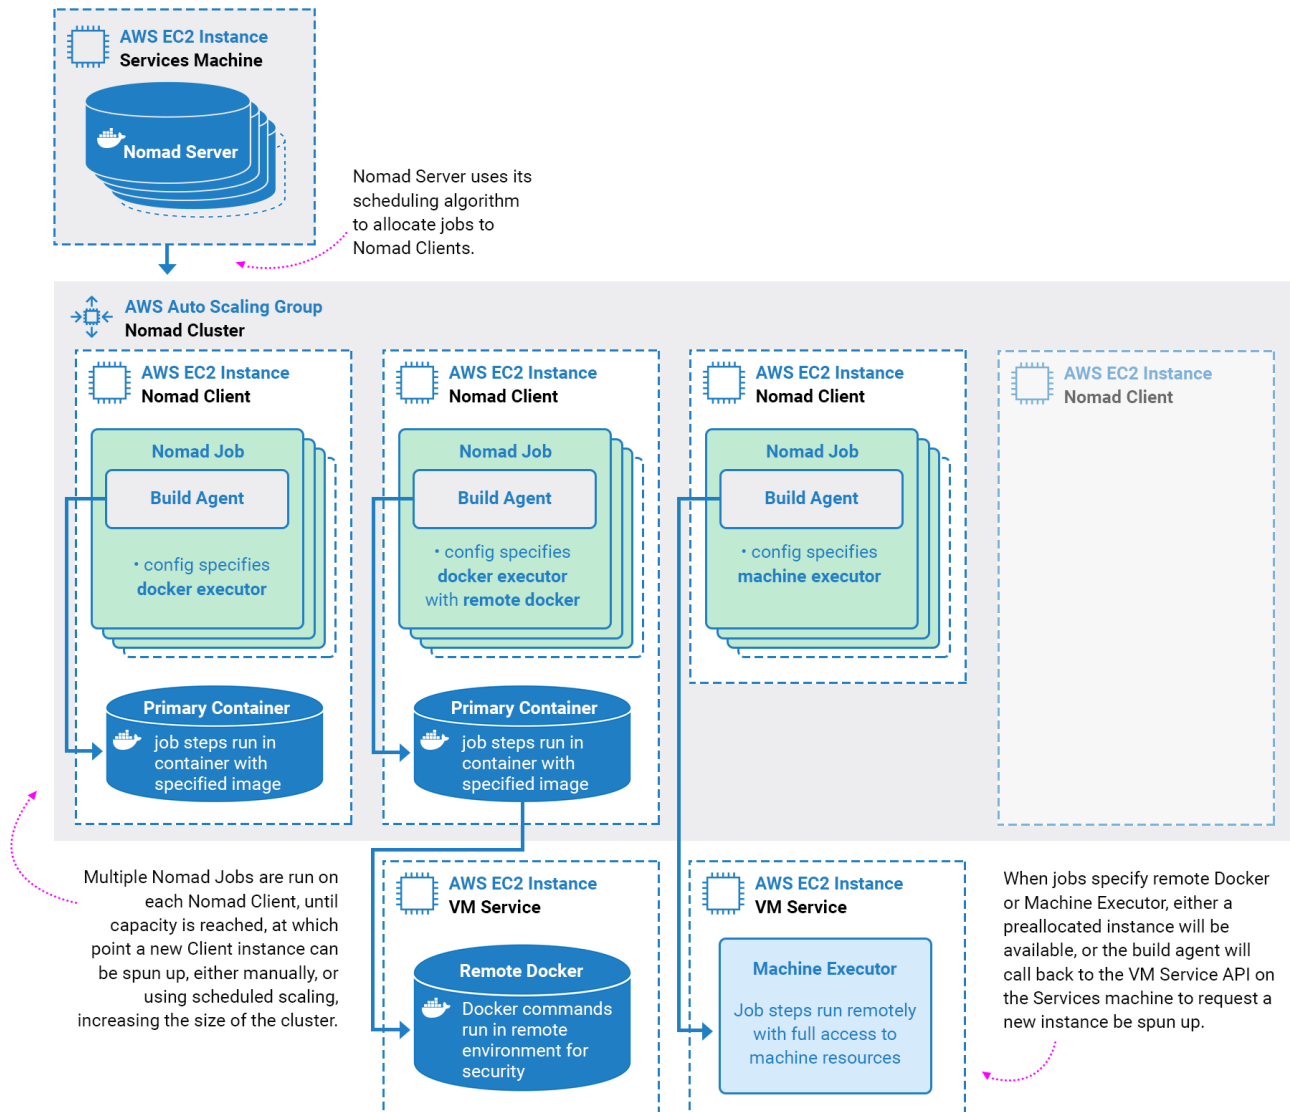 AWS EC2 Instance
Services Machine
Nomad Server
Nomad Server uses its
scheduling algorithm
to allocate jobs to
Nomad Clients.
AWS Auto Scaling Group
Nomad Cluster
AWS EC2 Instance
Nomad Client
Nomad Job
Build Agent
• config specifies
docker executor
Primary Container
job steps run in
container with
specified image
AWS EC2 Instance
Nomad Client
Nomad Job
Build Agent
• config specifies
docker executor
with remote docker
Primary Container
job steps run in
container with
specified image
AWS EC2 Instance
Nomad Client
Nomad Job
Build Agent
• config specifies
machine executor
AWS EC2 Instance
Nomad Client
Multiple Nomad Jobs are run on
each Nomad Client, until
capacity is reached, at which
point a new Client instance can
be spun up, either manually, or
using scheduled scaling,
increasing the size of the cluster.
AWS EC2 Instance
VM Service
Remote Docker
Docker commands
run in remote
environment for
security
AWS EC2 Instance
VM Service
Machine Executor
Job steps run remotely
with full access to
machine resources
When jobs specify remote Docker
or Machine Executor, either a
preallocated instance will be
available, or the build agent will
call back to the VM Service API on
the Services machine to request a
new instance be spun up.